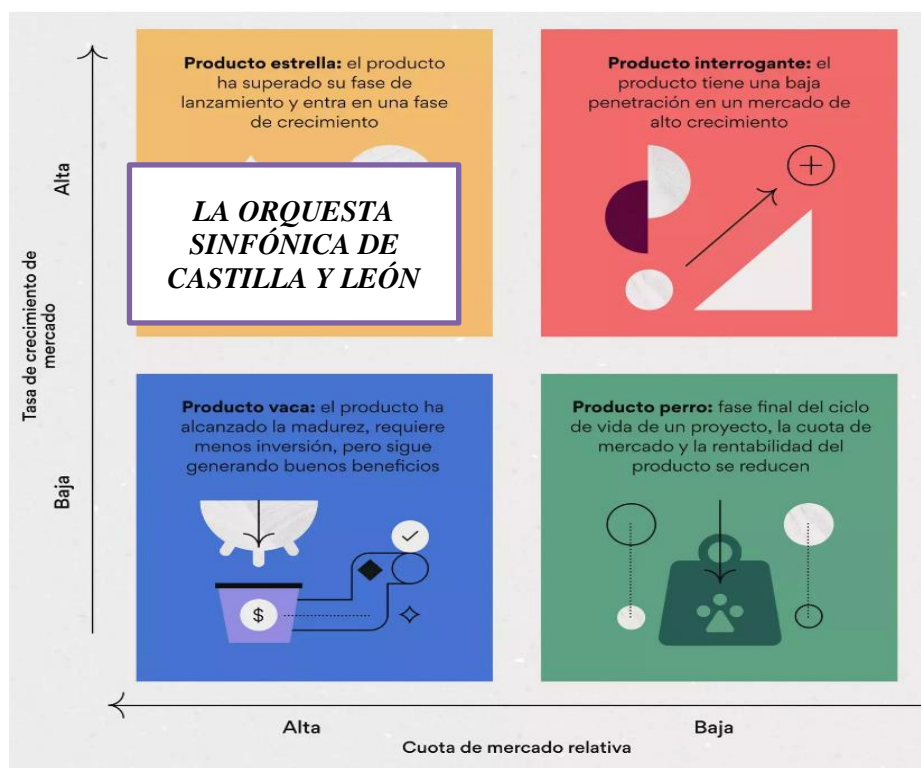 Producto estrella: el producto
ha superado su fase de
lanzamiento y entra en una fase
de crecimiento
Producto interrogante: el
producto tiene una baja
penetración en un mercado de
alto crecimiento
LA ORQUESTA
SINFÓNICA DE
CASTILLA Y LEÓN
Alta
Tasa de crecimiento de
mercado
Baja
Producto vaca: el producto ha
alcanzado la madurez, requiere
menos inversión, pero sigue
generando buenos beneficios
Producto perro: fase final del ciclo
de vida de un proyecto, la cuota de
mercado y la rentabilidad del
producto se reducen
$
Alta
Baja
Cuota de mercado relativa